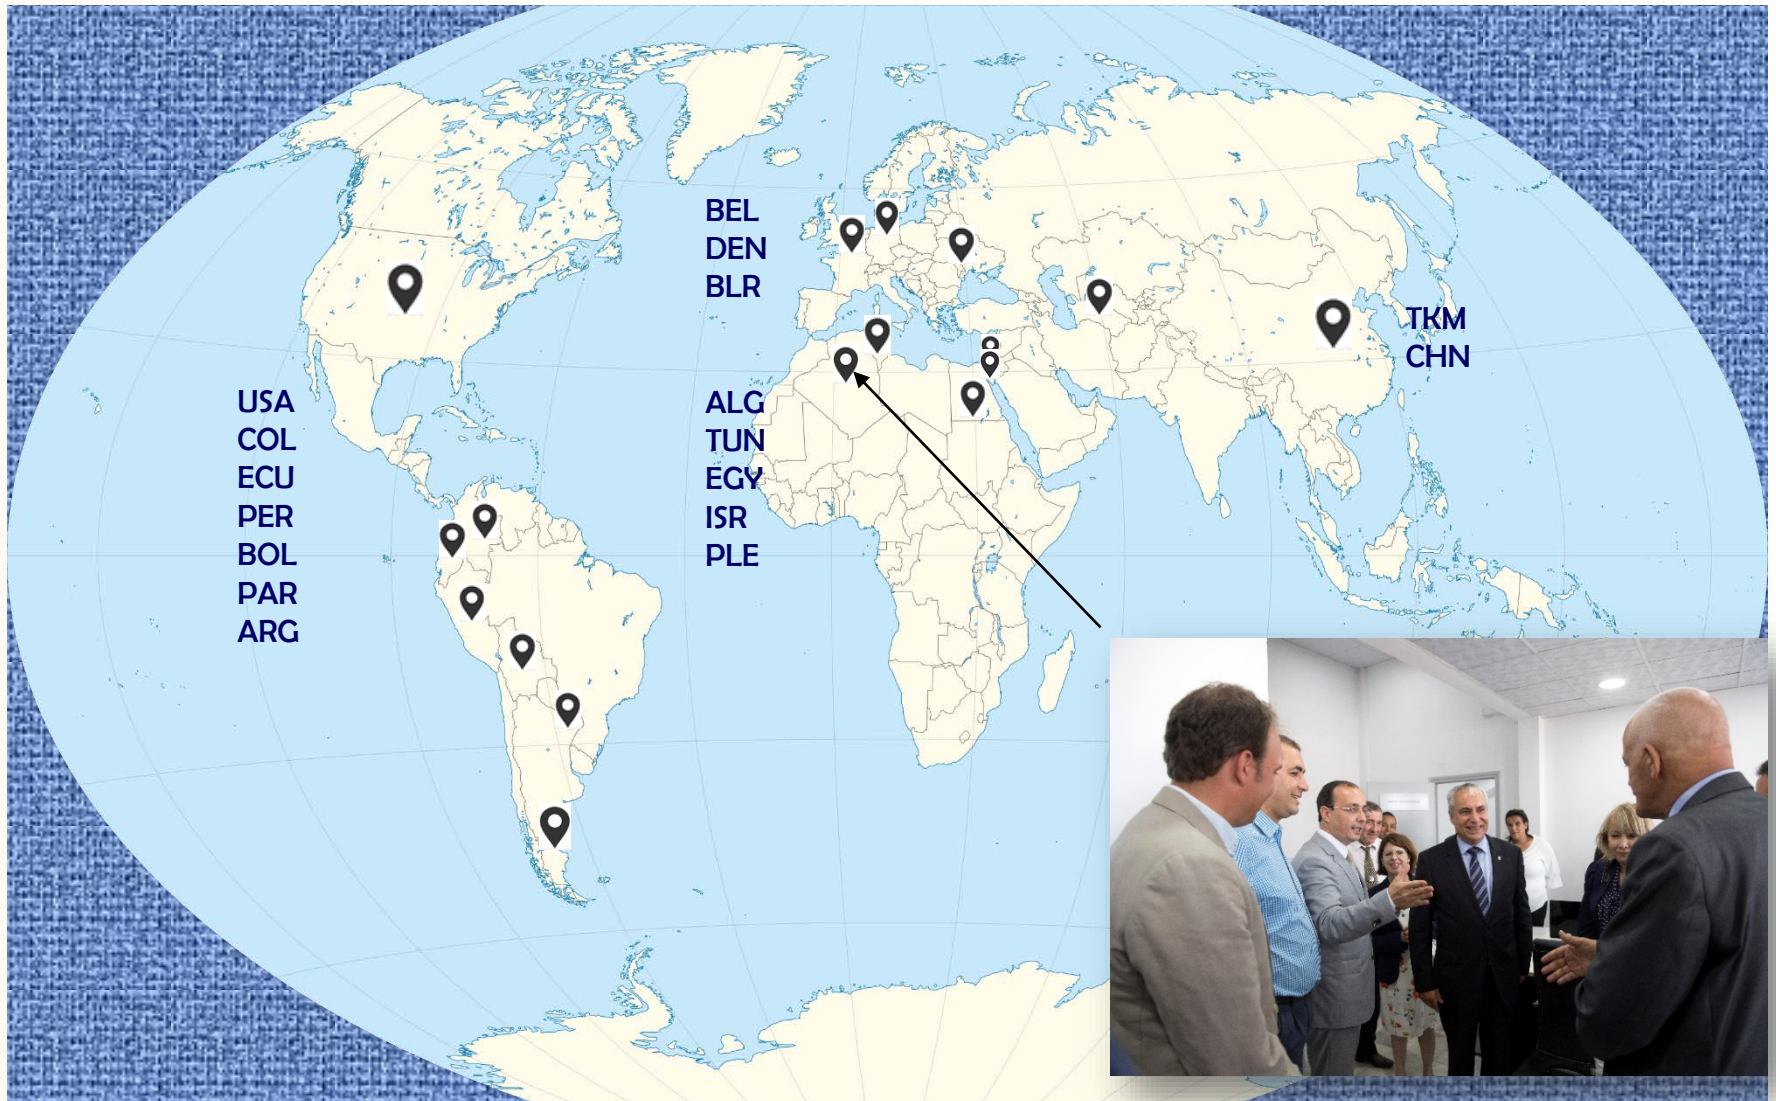 BEL
DEN
BLR
TKM
CHN
USA
COL
ECU
PER
BOL
PAR
ARG
ALG
TUN
EGY
ISR
PLE